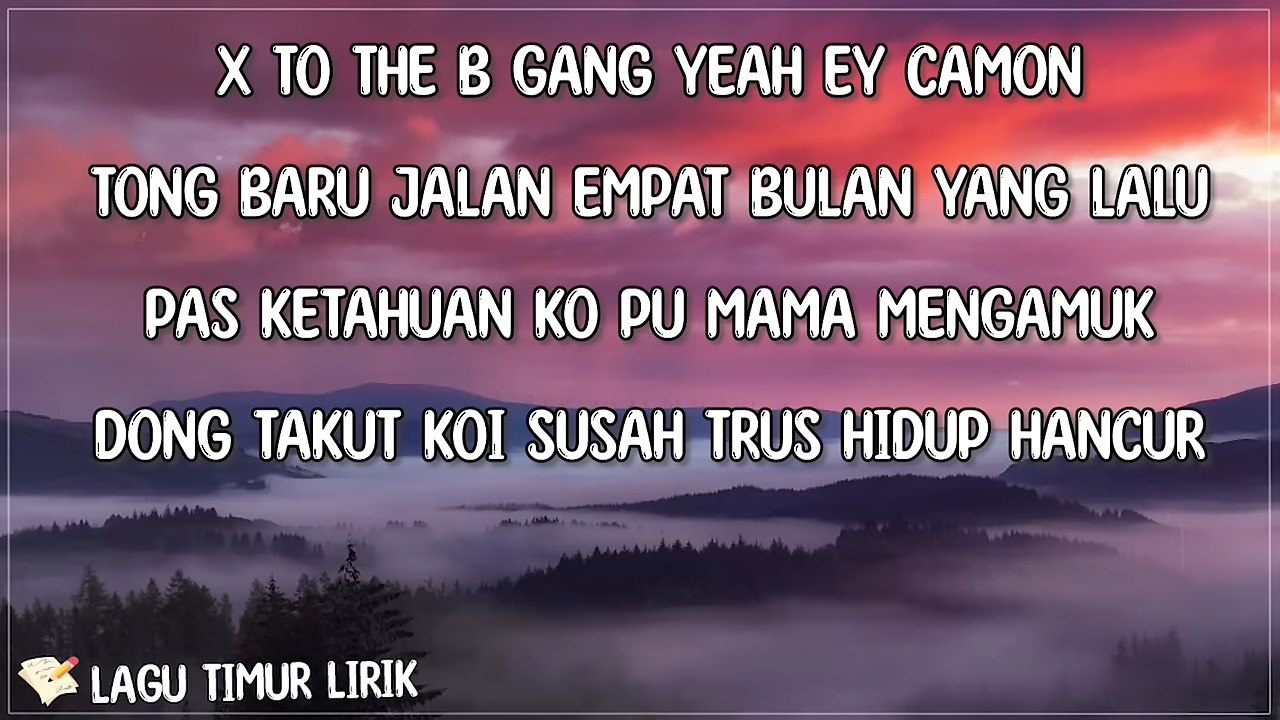 X TO THE B GANG YEAH EY CAMON
TONG BARU JALAN EMPAT BULAN YANG LALU
PAS KETAHUAN KO PU MAMA MENGAMUK
DONG TAKUT KOI SUSAH TRUS HIDUP HANCUR
LAGU TIMUR LIRIK